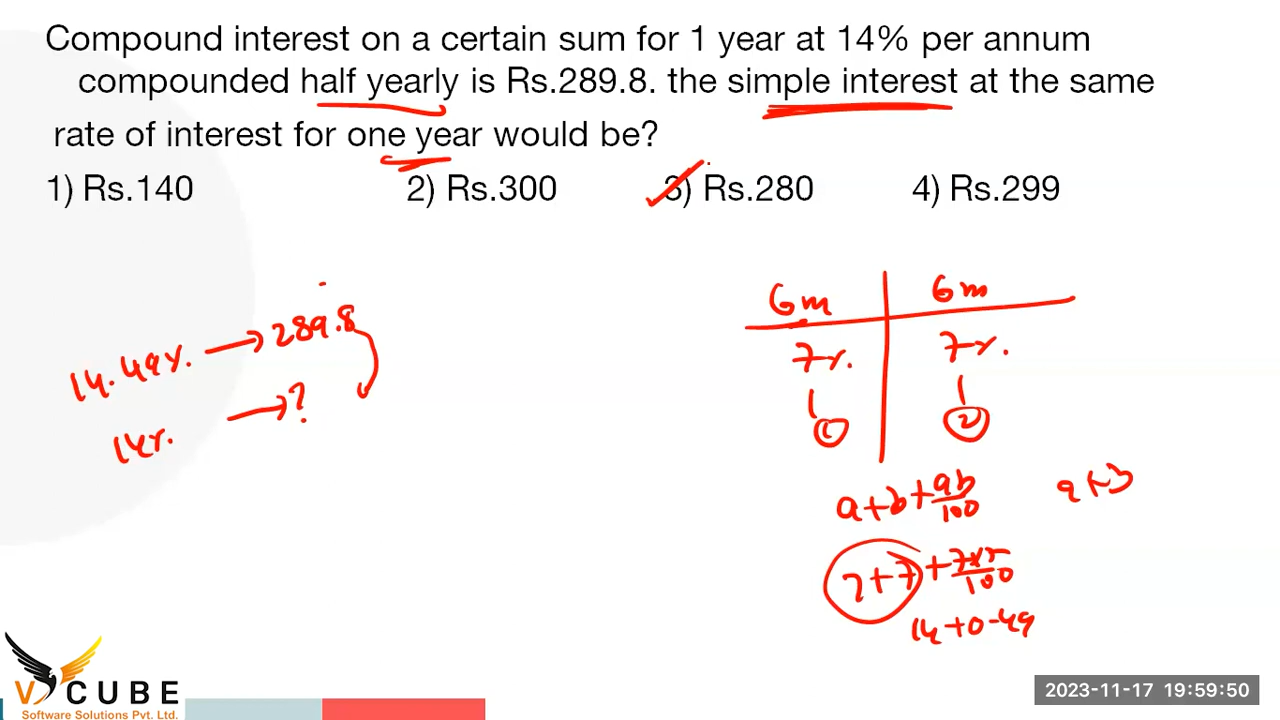 Compound interest on a certain sum for 1 year at 14% per annum
compounded half yearly is Rs.289.8. the simple interest at the same
rate of interest for one year would be?
1) Rs.140 2) Rs.300 3) Rs.280 4) Rs.299
6m 6m
7%. 7%.
1 2
14.49%. → 289.8
14%. → ?
a+b+ab/100
a+b
7+7+7×7/100
14+0.49
V CUBE
Software Solutions Pvt. Ltd.
2023-11-17 19:59:50